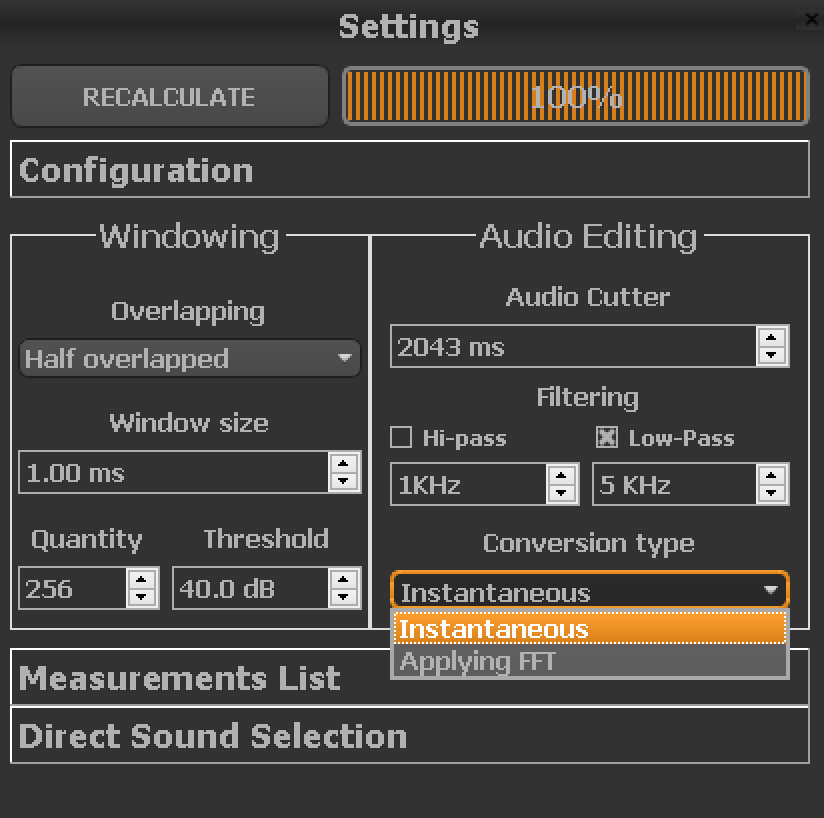 Settings
RECALCULATE
100%
Configuration
Windowing
Overlapping
Half overlapped
Window size
1.00 ms
Quantity Threshold
256 40.0 dB
Audio Editing
Audio Cutter
2043 ms
Filtering
Hi-pass Low-Pass
1KHz 5 KHz
Conversion type
Instantaneous
Instantaneous
Applying FFT
Measurements List
Direct Sound Selection